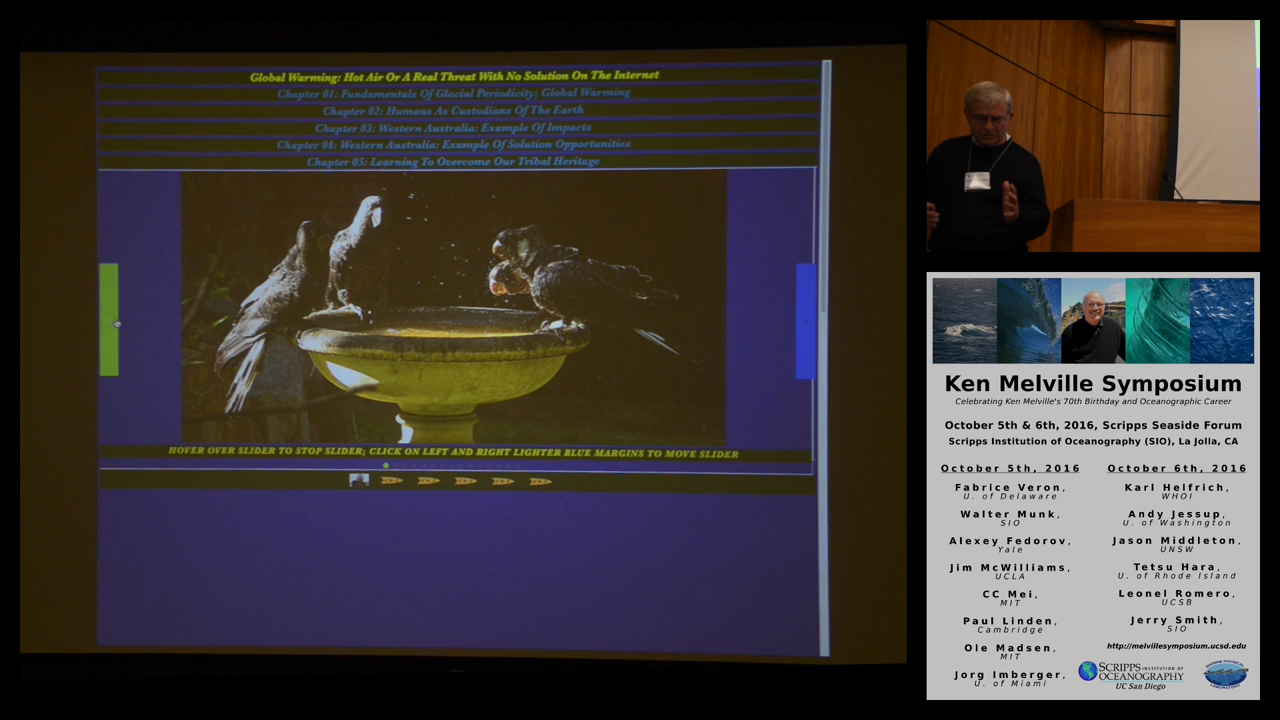 Global Warming: Hot Air Or A Real Threat With No Solution On The Internet
Chapter 01: Fundamentals Of Glacial Periodicity; Global Warming
Chapter 02: Humans As Custodians Of The Earth
Chapter 03: Western Australia: Example Of Impacts
Chapter 04: Western Australia: Example Of Solution Opportunities
Chapter 05: Learning To Overcome Our Tribal Heritage
HOVER OVER SLIDER TO STOP SLIDER; CLICK ON LEFT AND RIGHT LIGHTER BLUE MARGINS TO MOVE SLIDER
Ken Melville Symposium
Celebrating Ken Melville's 70th Birthday and Oceanographic Career
October 5th & 6th, 2016, Scripps Seaside Forum
Scripps Institution of Oceanography (SIO), La Jolla, CA
October 5th, 2016
Fabrice Veron,
U. of Delaware
Walter Munk,
SIO
Alexey Fedorov,
Yale
Jim McWilliams,
UCLA
CC Mei,
MIT
Paul Linden,
Cambridge
Ole Madsen,
MIT
Jorg Imberger,
U. of Miami
October 6th, 2016
Karl Helfrich,
WHOI
Andy Jessup,
U. of Washington
Jason Middleton,
UNSW
Tetsu Hara,
U. of Rhode Island
Leonel Romero,
UCSB
Jerry Smith,
SIO
http://melvillesymposium.ucsd.edu
SCRIPPS INSTITUTION OF
OCEANOGRAPHY
UC San Diego
MARINE PHYSICAL
LABORATORY